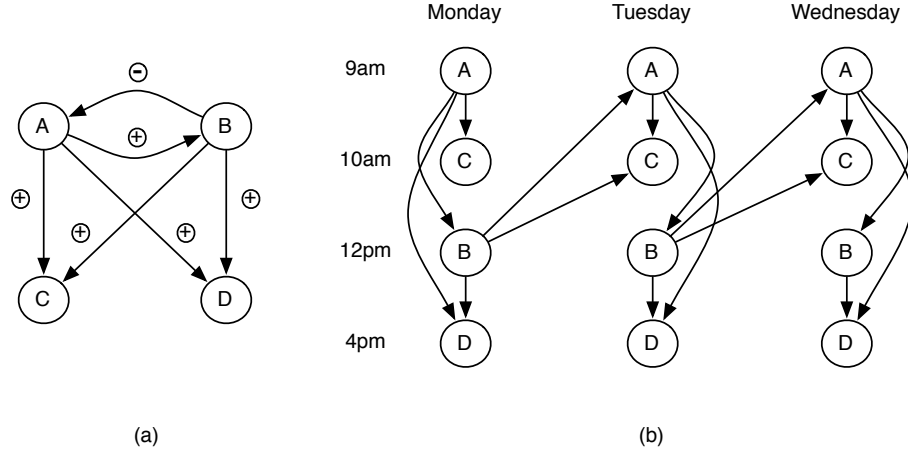 Monday Tuesday Wednesday
9am A A A
10am C C C
12pm B B B
4pm D D D
− 
A B
+
+ + + +
C D
(a) (b)